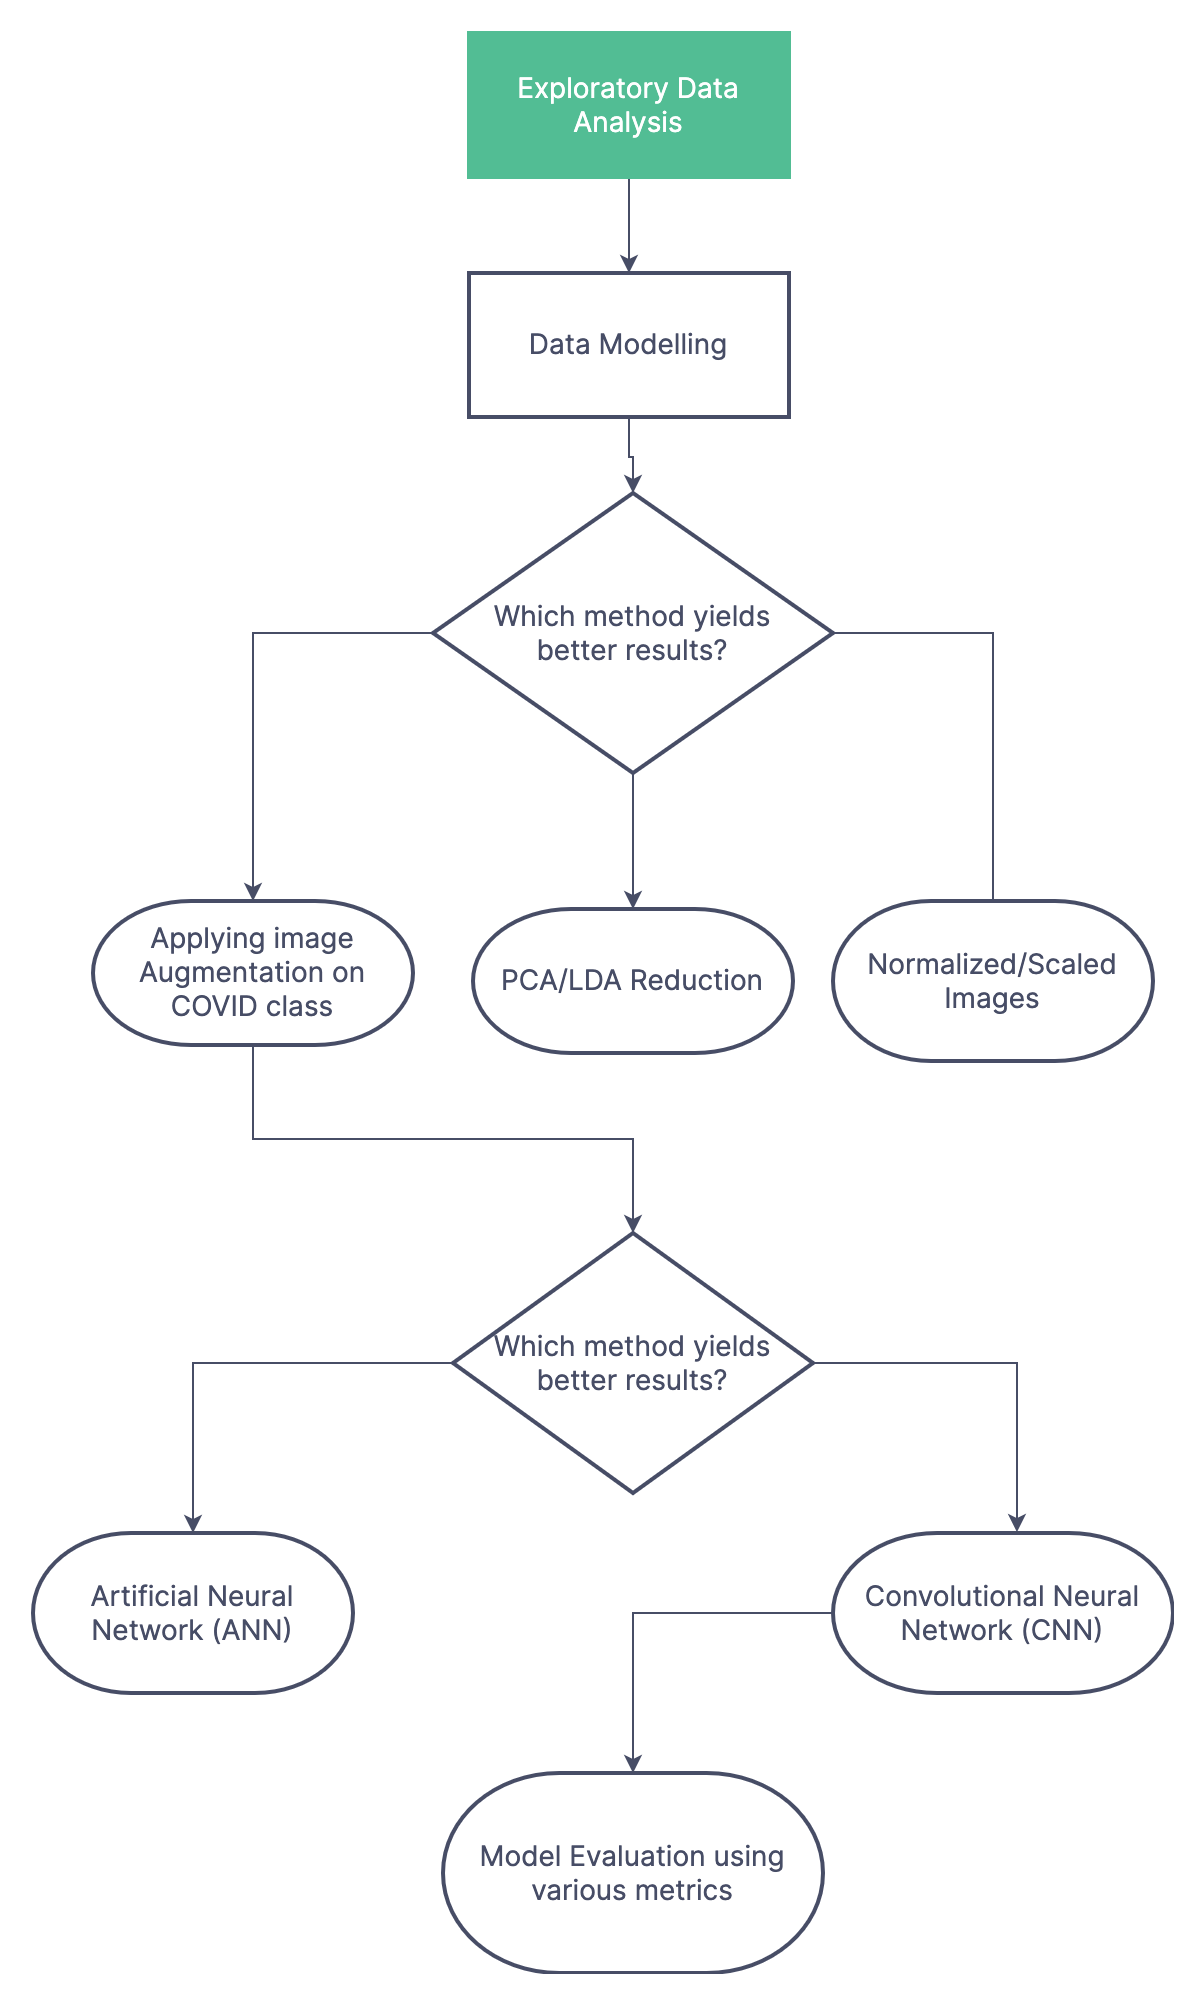 Exploratory Data
Analysis
Data Modelling
Which method yields
better results?
Applying image
Augmentation on
COVID class
PCA/LDA Reduction
Normalized/Scaled
Images
Which method yields
better results?
Artificial Neural
Network (ANN)
Convolutional Neural
Network (CNN)
Model Evaluation using
various metrics